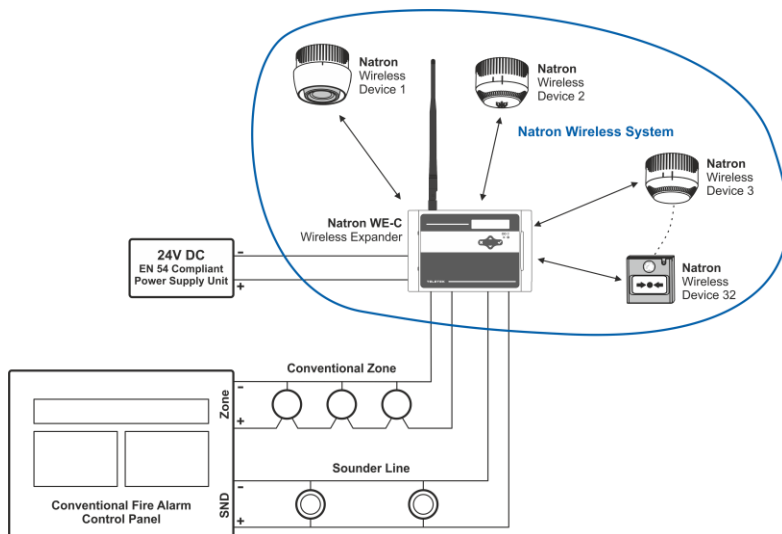 Natron
Wireless
Device 1
Natron
Wireless
Device 2
Natron Wireless System
Natron
Wireless
Device 3
Natron WE-C
Wireless Expander
24V DC
EN 54 Compliant
Power Supply Unit
-
+
Natron
Wireless
Device 32
Conventional Zone
Zone
-
+
Sounder Line
SND
-
+
Conventional Fire Alarm
Control Panel